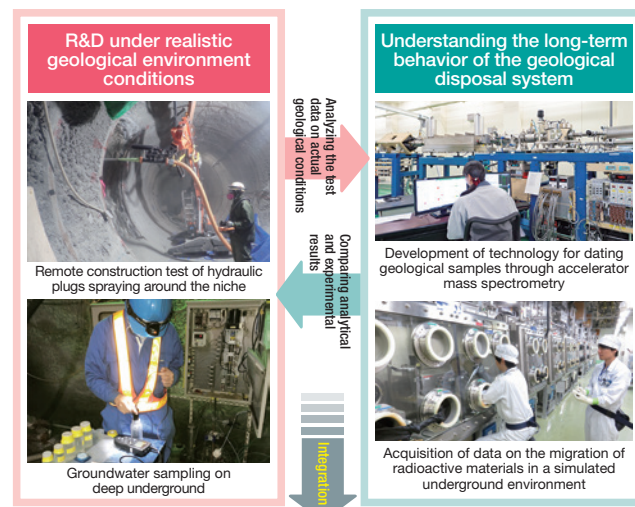 R&D under realistic
geological environment
conditions
Remote construction test of hydraulic
plugs spraying around the niche
Groundwater sampling on
deep underground
Analyzing the test
data on actual
geological conditions
Comparing analytical
and experimental
results
Integration
Understanding the long-term
behavior of the geological
disposal system
Development of technology for dating
geological samples through accelerator
mass spectrometry
Acquisition of data on the migration of
radioactive materials in a simulated
underground environment